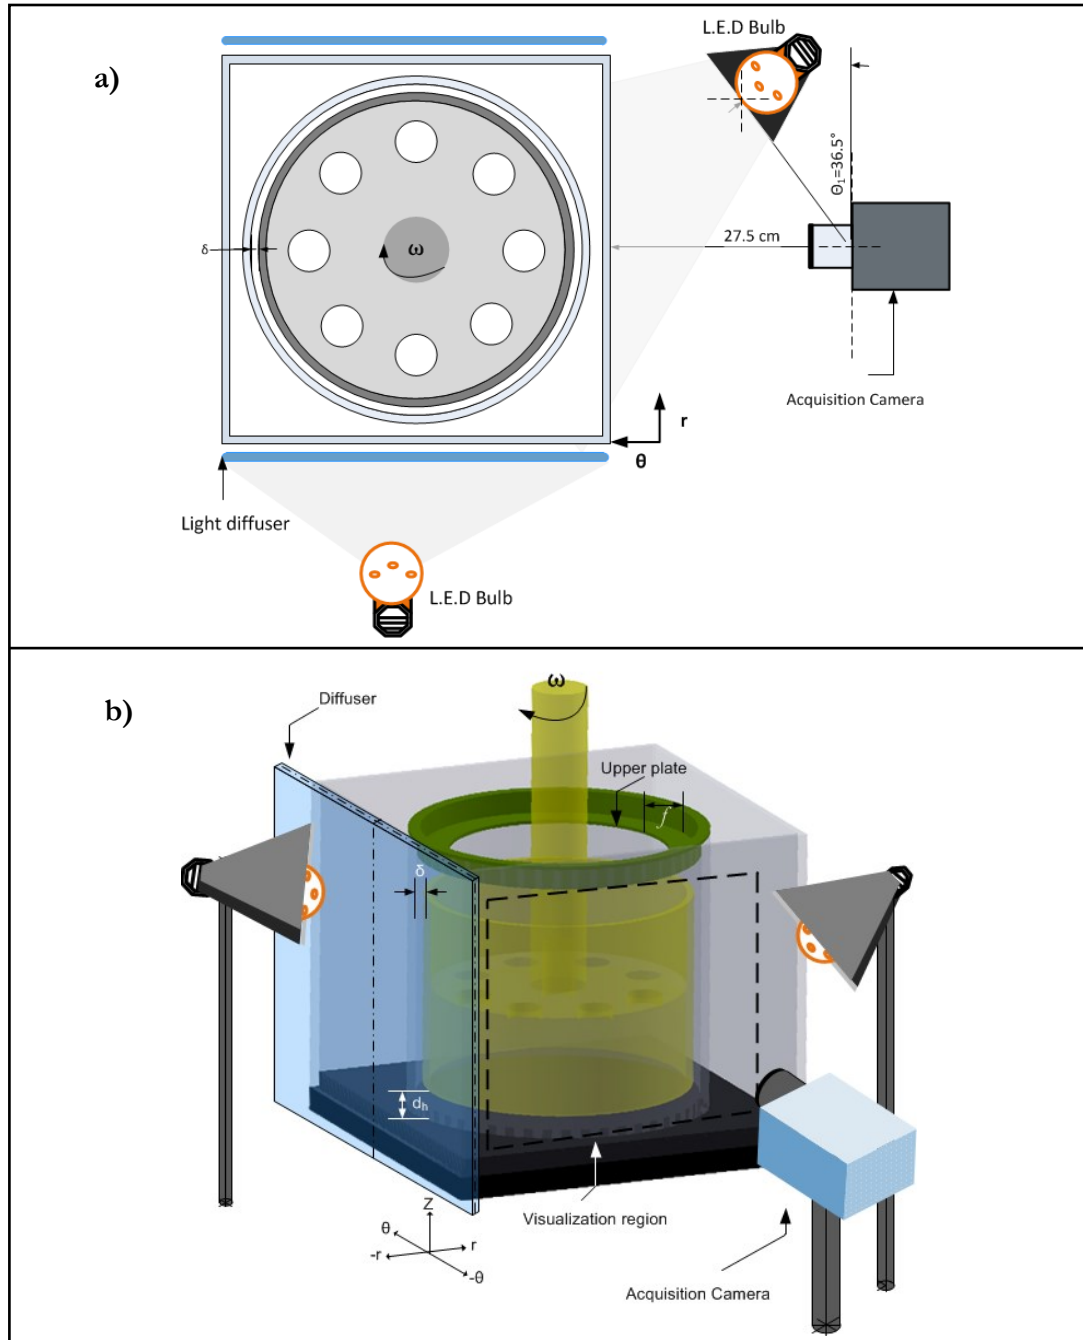 a)
L.E.D Bulb
Θ1=36.5°
δ
ω
27.5 cm
Acquisition Camera
r
θ
Light diffuser
L.E.D Bulb
b)
Diffuser
ω
Upper plate
f
δ
dh
Z
θ
-r
r
-θ
Visualization region
Acquisition Camera